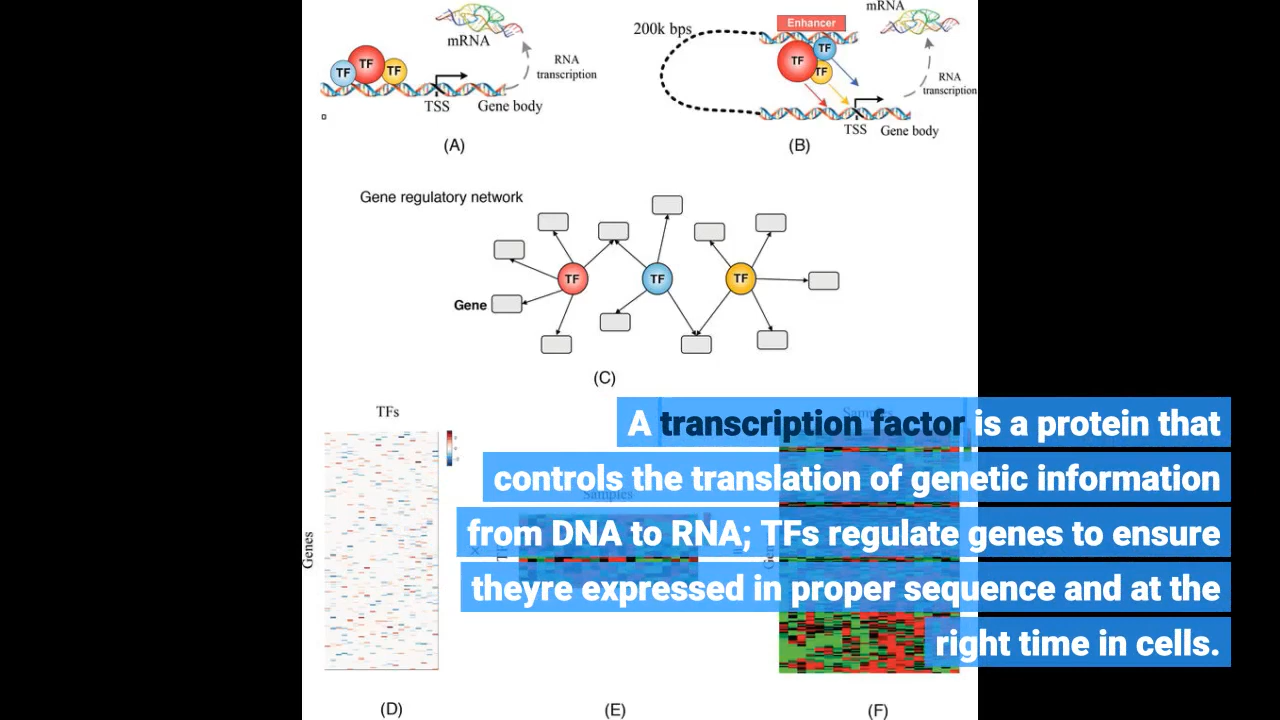 mRNA
RNA
transcription
TF
TF
TF
TSS
Gene body
(A)
200k bps
Enhancer
mRNA
TF
TF
TF
RNA
transcription
TSS
Gene body
(B)
Gene regulatory network
TF
TF
TF
Gene
(C)
TFs
Genes
(D)
Samples
×
(E)
Samples
(F)
A transcription factor is a protein that
controls the translation of genetic information
from DNA to RNA; TFs regulate genes to ensure
theyre expressed in proper sequence and at the
right time in cells.